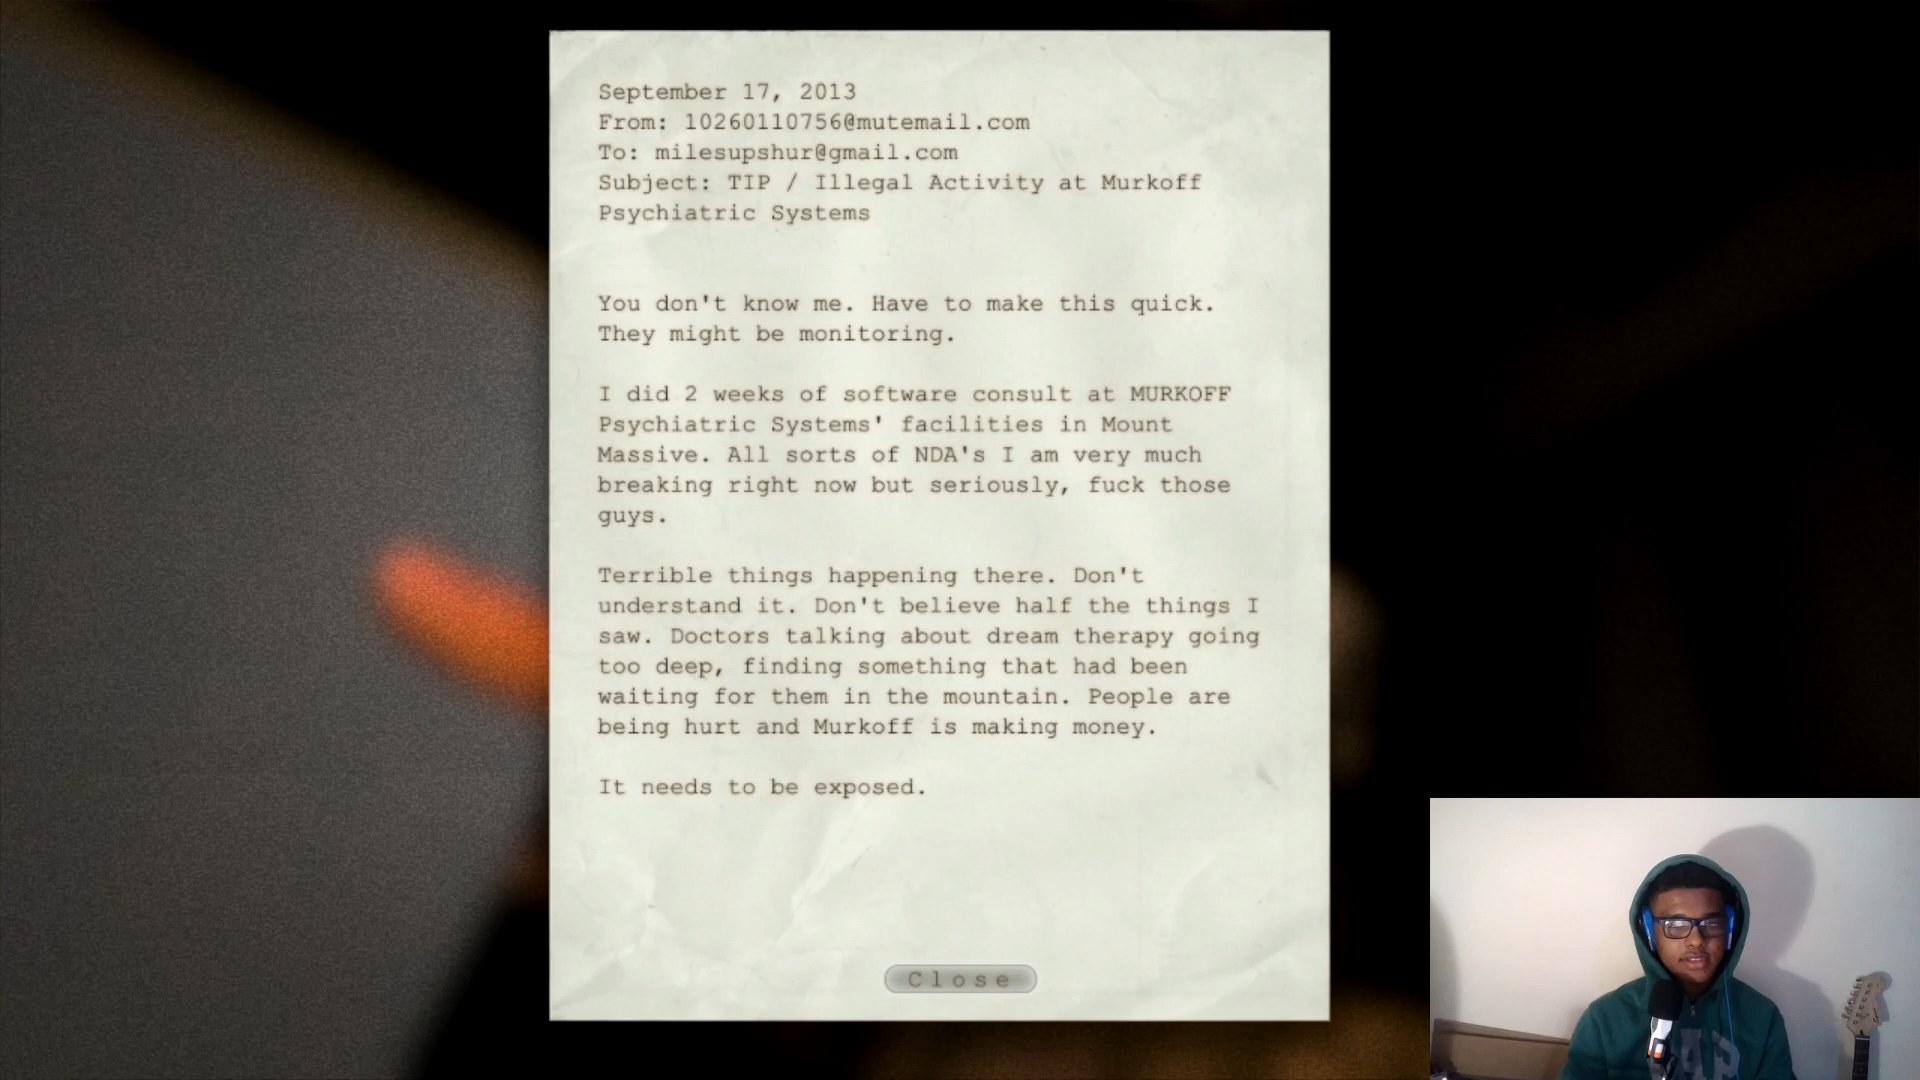 September 17, 2013
From: 10260110756@mutemail.com
To: milesupshur@gmail.com
Subject: TIP / Illegal Activity at Murkoff
Psychiatric Systems
You don't know me. Have to make this quick.
They might be monitoring.
I did 2 weeks of software consult at MURKOFF
Psychiatric Systems' facilities in Mount
Massive. All sorts of NDA's I am very much
breaking right now but seriously, fuck those
guys.
Terrible things happening there. Don't
understand it. Don't believe half the things I
saw. Doctors talking about dream therapy going
too deep, finding something that had been
waiting for them in the mountain. People are
being hurt and Murkoff is making money.
It needs to be exposed.
Close